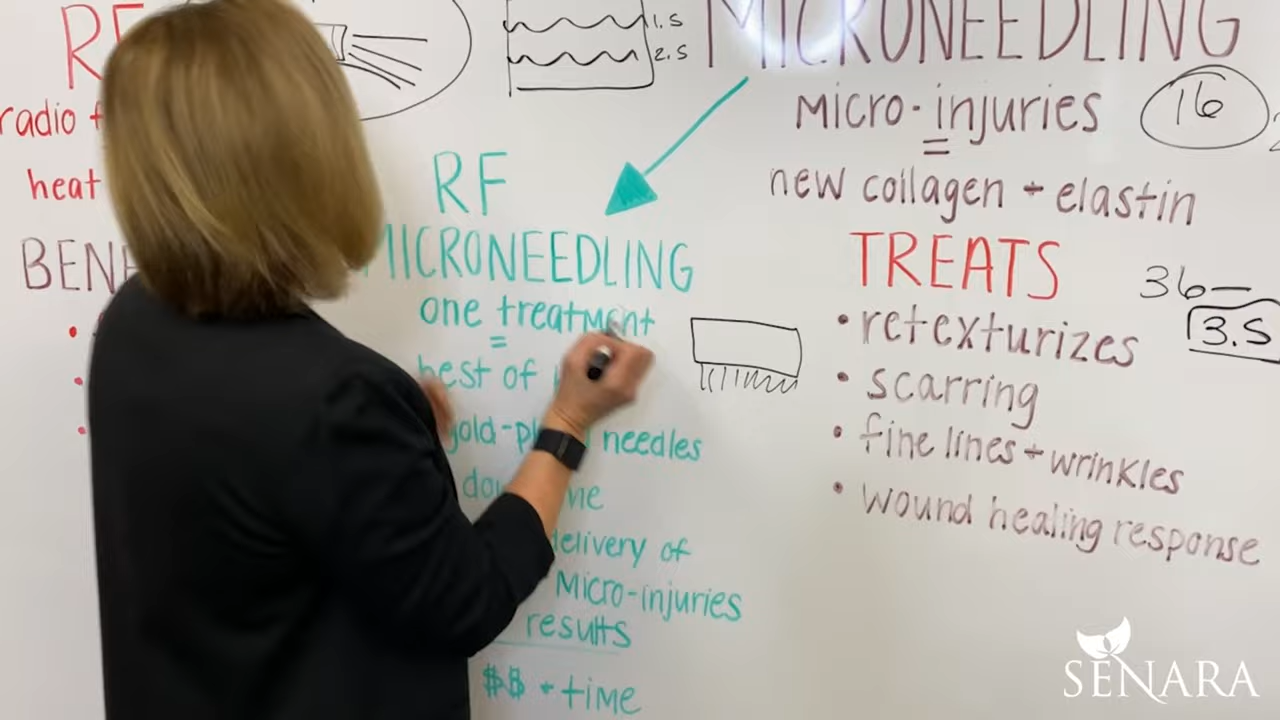 RF
radio
heat
1.5
2.5
RF
MICRONEEDLING
one treatment
=
best of
gold-plated needles
delivery of
Micro-injuries
results
$$ + time
MICRONEEDLING
micro-injuries
=
new collagen + elastin
TREATS
• retexturizes
• scarring
• fine lines + wrinkles
• wound healing response
16
36
3.5
SENARA